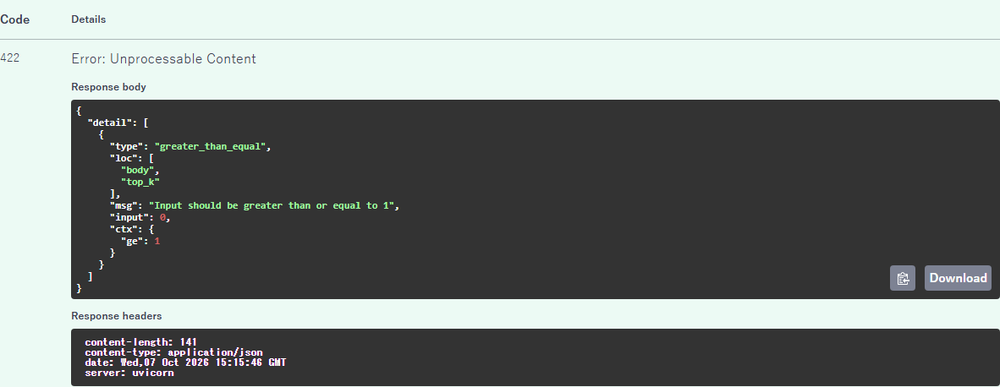 Code Details
422 Error: Unprocessable Content
Response body
{
  "detail": [
    {
      "type": "greater_than_equal",
      "loc": [
        "body",
        "top_k"
      ],
      "msg": "Input should be greater than or equal to 1",
      "input": 0,
      "ctx": {
        "ge": 1
      }
    }
  ]
}
Download
Response headers
content-length: 141
content-type: application/json
date: Wed,07 Oct 2026 15:15:46 GMT
server: uvicorn